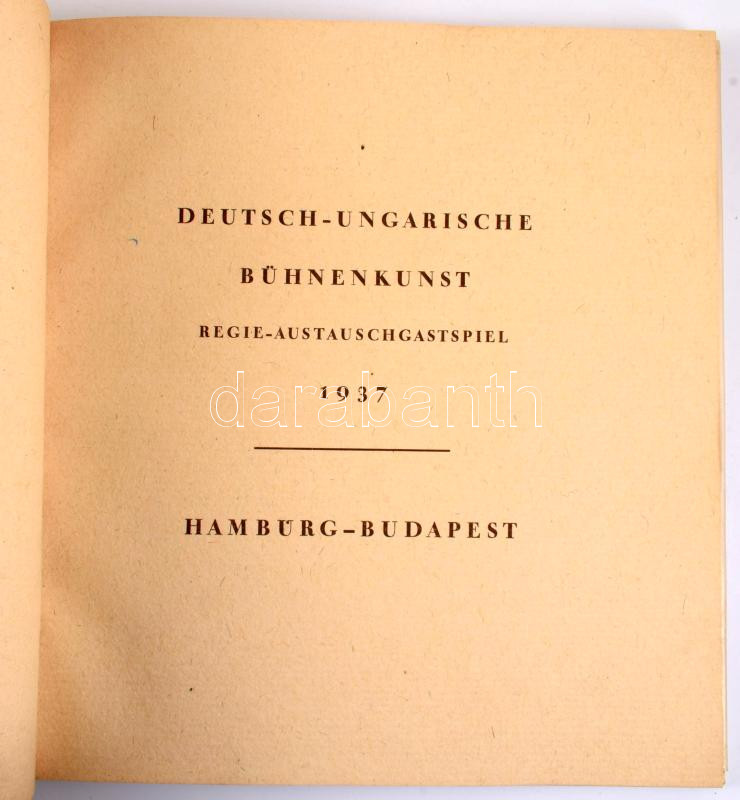 DEUTSCH-UNGARISCHE
BÜHNENKUNST
REGIE-AUSTAUSCHGASTSPIEL
1937
darabanth
HAMBURG-BUDAPEST